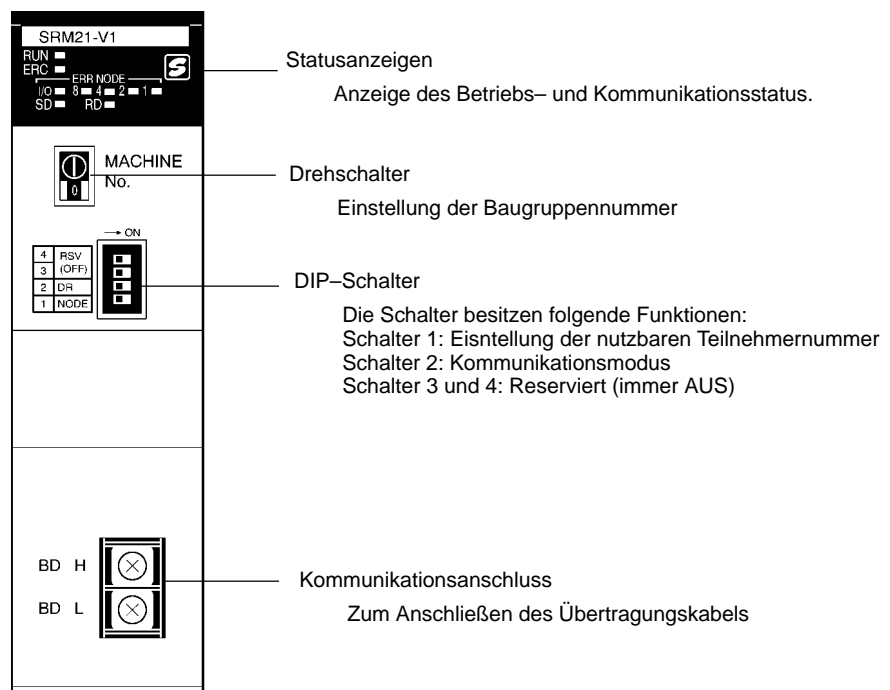 SRM21-V1
RUN
ERC
ERR NODE
I/O 8 4 2 1
SD RD
Statusanzeigen
Anzeige des Betriebs– und Kommunikationsstatus.
MACHINE
No.
0
Drehschalter
Einstellung der Baugruppennummer
→ ON
4 RSV
3 (OFF)
2 DR
1 NODE
DIP–Schalter
Die Schalter besitzen folgende Funktionen:
Schalter 1: Eisntellung der nutzbaren Teilnehmernummer
Schalter 2: Kommunikationsmodus
Schalter 3 und 4: Reserviert (immer AUS)
BD H
BD L
Kommunikationsanschluss
Zum Anschließen des Übertragungskabels